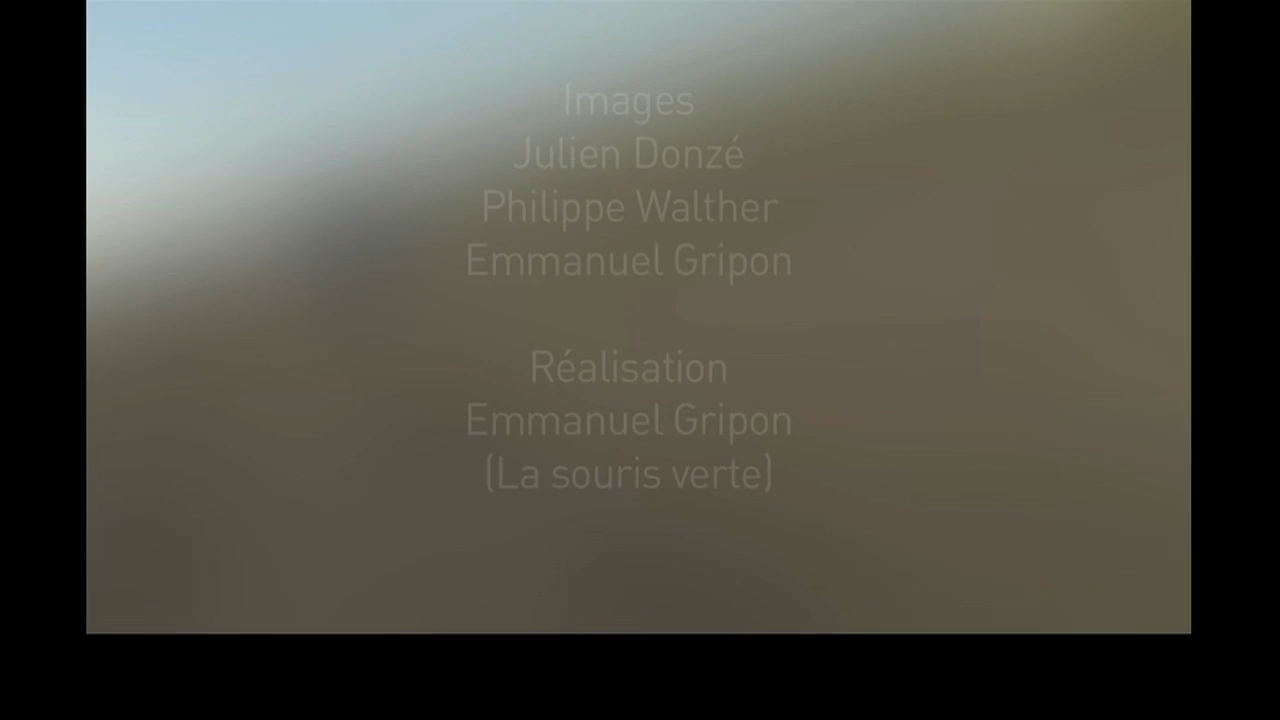 Images
Julien Donzé
Philippe Walther
Emmanuel Gripon
Réalisation
Emmanuel Gripon
(La souris verte)